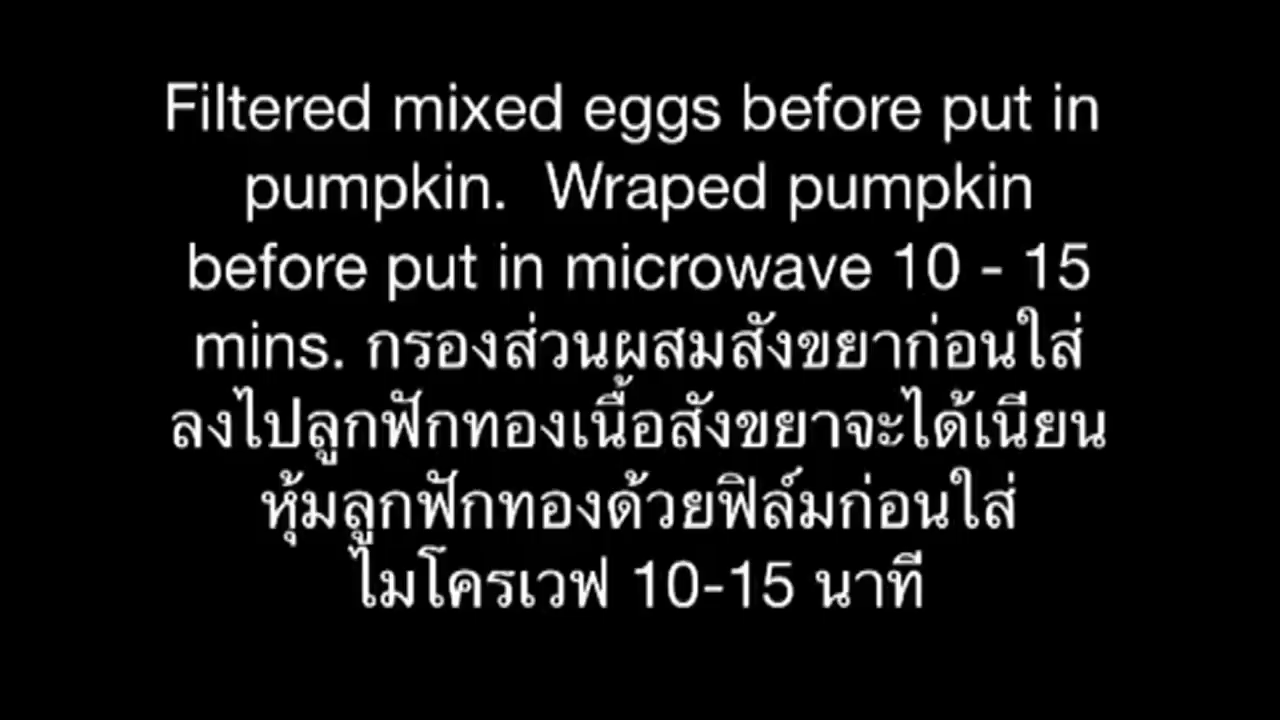 Filtered mixed eggs before put in
pumpkin.  Wraped pumpkin
before put in microwave 10 - 15
mins. กรองส่วนผสมสังขยาก่อนใส่
ลงไปลูกฟักทองเนื้อสังขยาจะได้เนียน
หุ้มลูกฟักทองด้วยฟิล์มก่อนใส่
ไมโครเวฟ 10-15 นาที